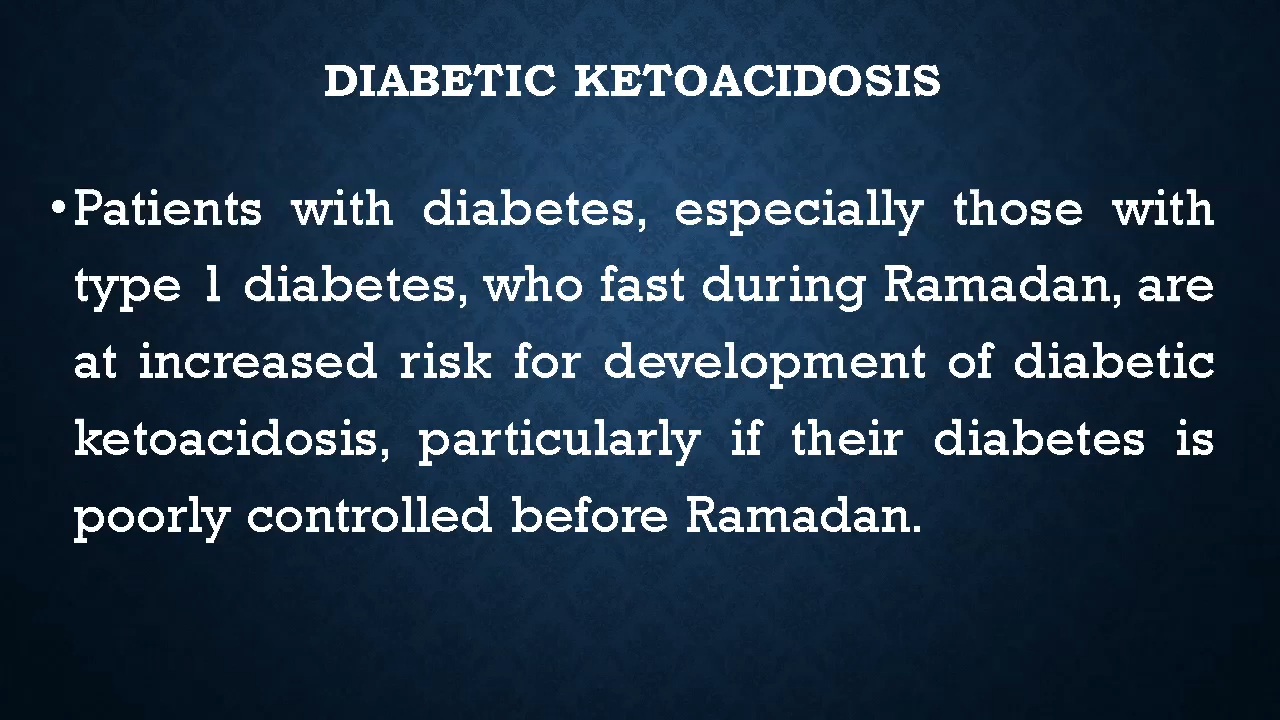 DIABETIC KETOACIDOSIS
•Patients with diabetes, especially those with
type 1 diabetes, who fast during Ramadan, are
at increased risk for development of diabetic
ketoacidosis, particularly if their diabetes is
poorly controlled before Ramadan.